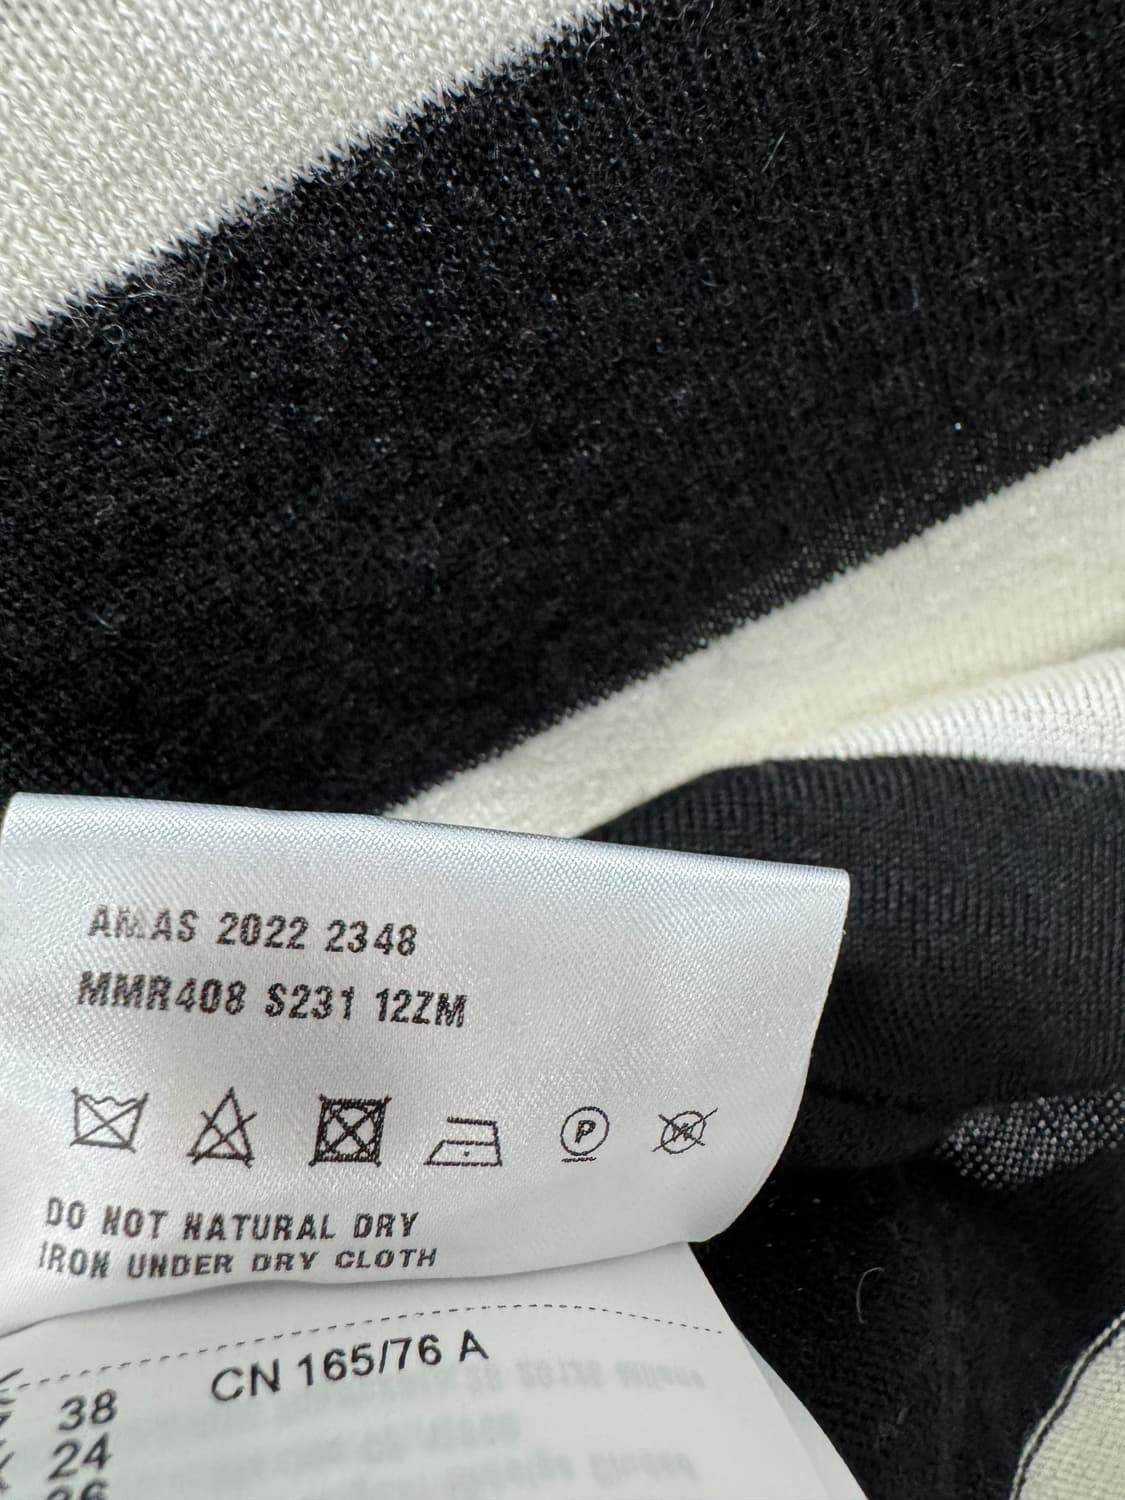 AMAS 2022 2348
MMR408 S231 12ZM
P
W
DO NOT NATURAL DRY
IRON UNDER DRY CLOTH
CN 165/76 A
38
24